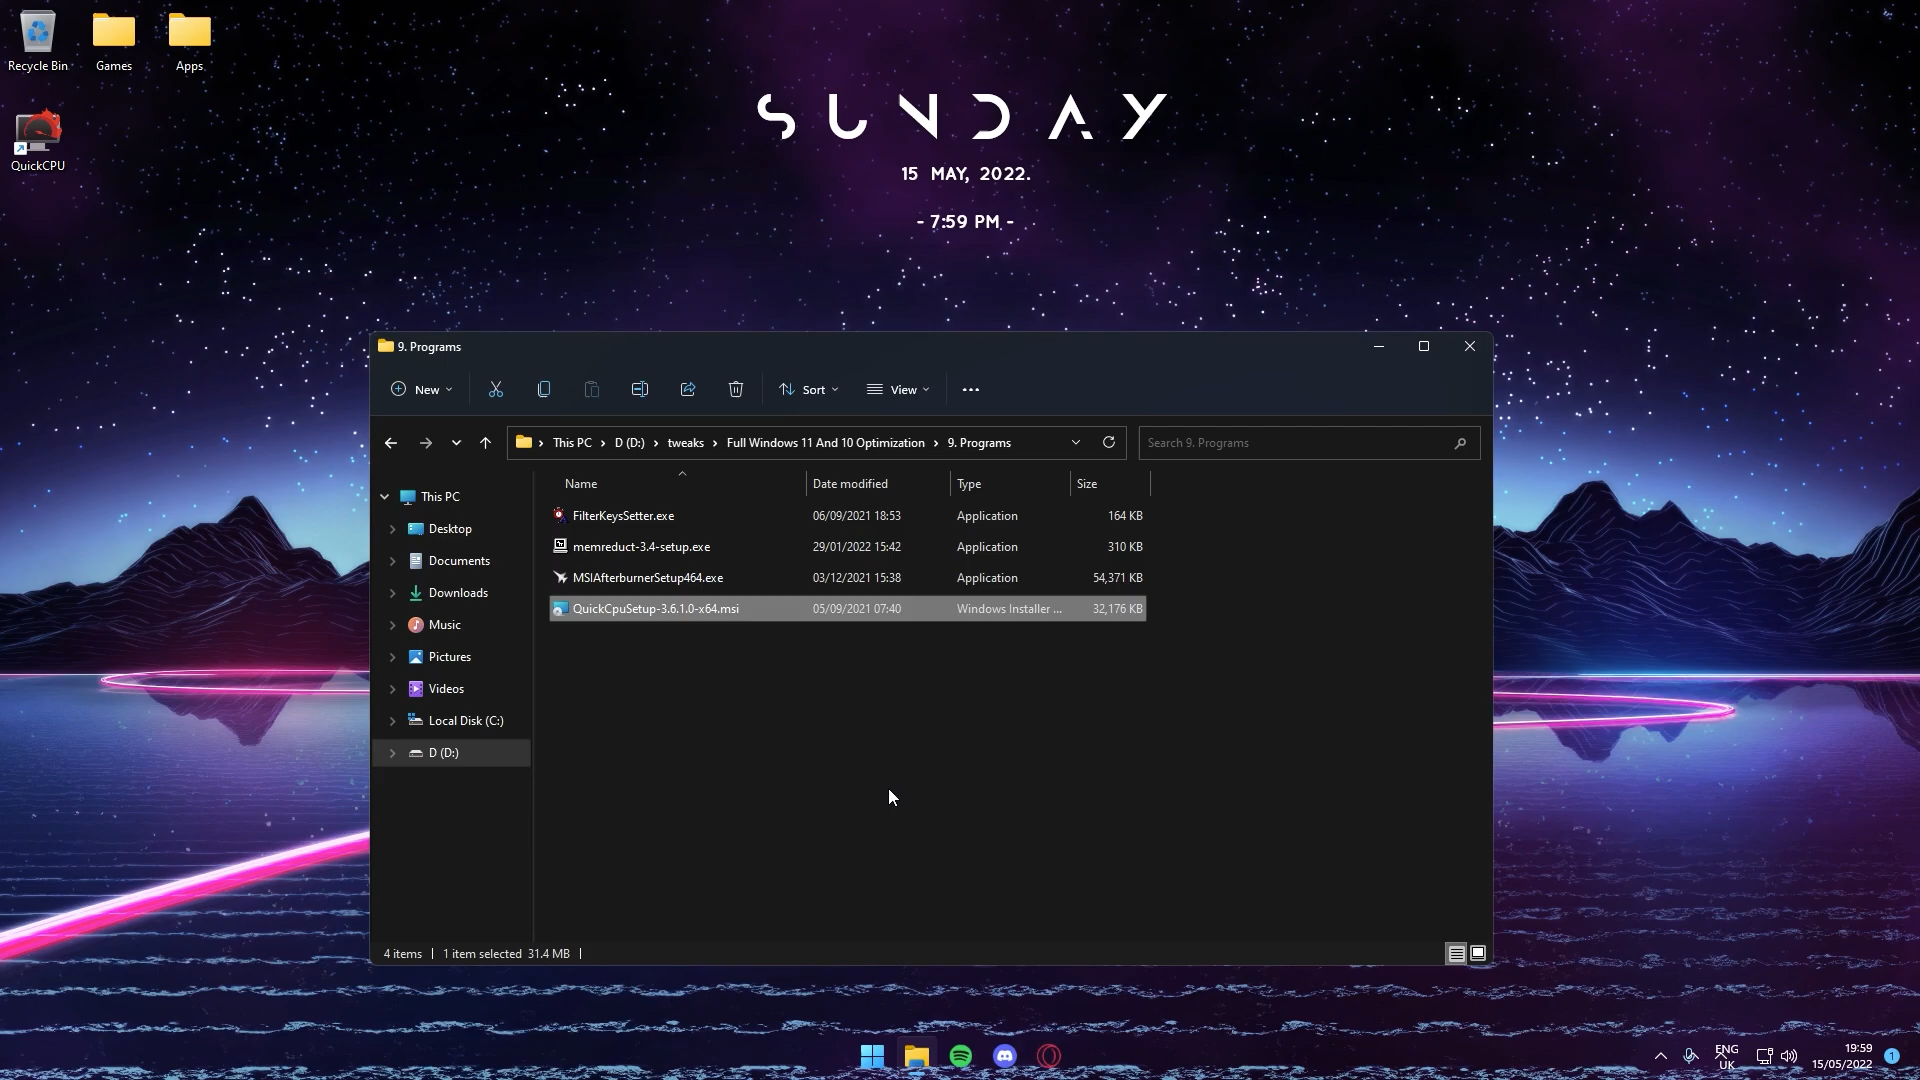 Recycle Bin
Games
Apps
QuickCPU
SUNDAY
15 MAY, 2022.
- 7:59 PM -
9. Programs
New
Sort
View
This PC
D (D:)
tweaks
Full Windows 11 And 10 Optimization
9. Programs
Search 9. Programs
Name
Date modified
Type
Size
FilterKeysSetter.exe 06/09/2021 18:53 Application 164 KB
memreduct-3.4-setup.exe 29/01/2022 15:42 Application 310 KB
MSIAfterburnerSetup464.exe 03/12/2021 15:38 Application 54,371 KB
QuickCpuSetup-3.6.1.0-x64.msi 05/09/2021 07:40 Windows Installer ... 32,176 KB
This PC
Desktop
Documents
Downloads
Music
Pictures
Videos
Local Disk (C:)
D (D:)
4 items
1 item selected 31.4 MB
ENG
UK
19:59
15/05/2022
1